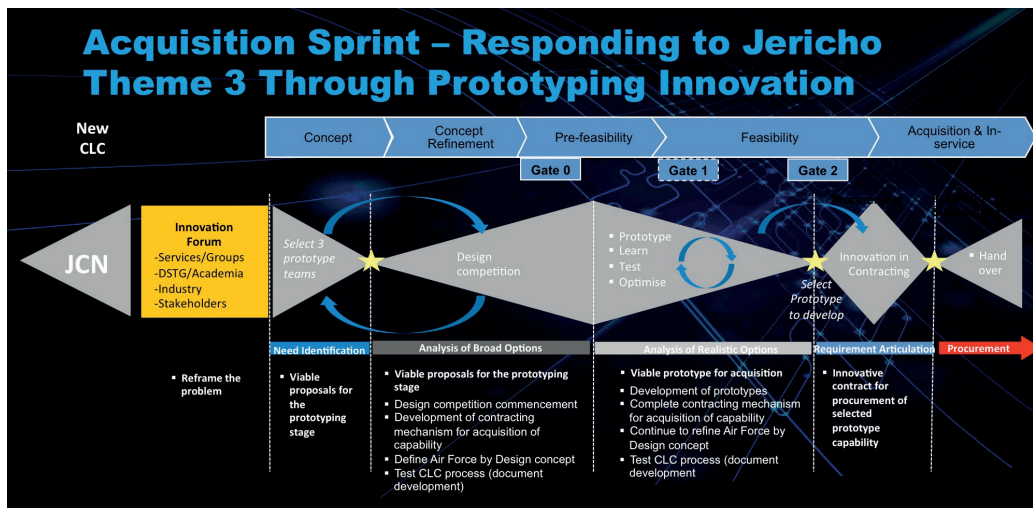 Acquisition Sprint – Responding to Jericho
Theme 3 Through Prototyping Innovation
New
CLC
Concept
Concept
Refinement
Pre-feasibility
Feasibility
Acquisition & In-
service
Gate 0
Gate 1
Gate 2
JCN
Innovation
Forum
-Services/Groups
-DSTG/Academia
-Industry
-Stakeholders
Select 3
prototype
teams
Design
competition
▪ Prototype
▪ Learn
▪ Test
▪ Optimise
Select
Prototype
to develop
Innovation in
Contracting
▪ Hand
over
Need Identification
Analysis of Broad Options
Analysis of Realistic Options
Requirement Articulation
Procurement
▪ Reframe the
problem
▪ Viable
proposals for
the
prototyping
stage
▪ Viable proposals for the prototyping
stage
▪ Design competition commencement
▪ Development of contracting
mechanism for acquisition of
capability
▪ Define Air Force by Design concept
▪ Test CLC process (document
development)
▪ Viable prototype for acquisition
▪ Development of prototypes
▪ Complete contracting mechanism
for acquisition of capability
▪ Continue to refine Air Force by
Design concept
▪ Test CLC process (document
development
▪ Innovative
contract for
procurement of
selected
prototype
capability